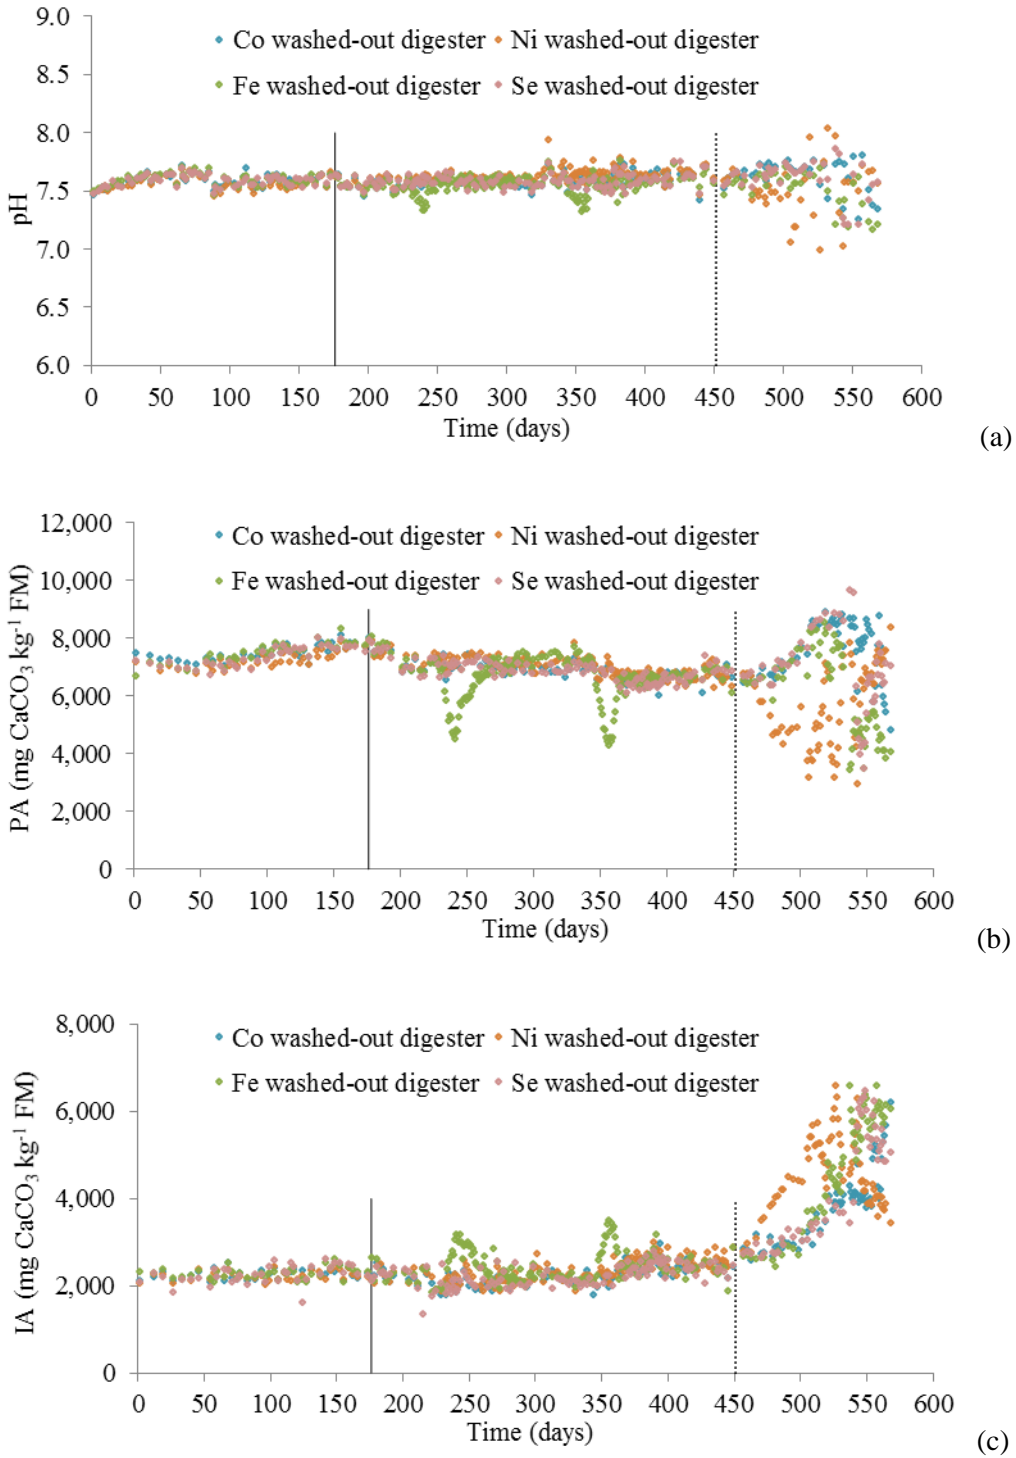 9.0
Co washed-out digester Ni washed-out digester
8.5
Fe washed-out digester Se washed-out digester
8.0
7.5
7.0
6.5
6.0
pH
0 50 100 150 200 250 300 350 400 450 500 550 600
Time (days)
(a)
12,000
Co washed-out digester Ni washed-out digester
10,000
Fe washed-out digester Se washed-out digester
8,000
6,000
4,000
2,000
0
PA (mg CaCO₃ kg⁻¹ FM)
0 50 100 150 200 250 300 350 400 450 500 550 600
Time (days)
(b)
8,000
Co washed-out digester Ni washed-out digester
Fe washed-out digester Se washed-out digester
6,000
4,000
2,000
0
IA (mg CaCO₃ kg⁻¹ FM)
0 50 100 150 200 250 300 350 400 450 500 550 600
Time (days)
(c)